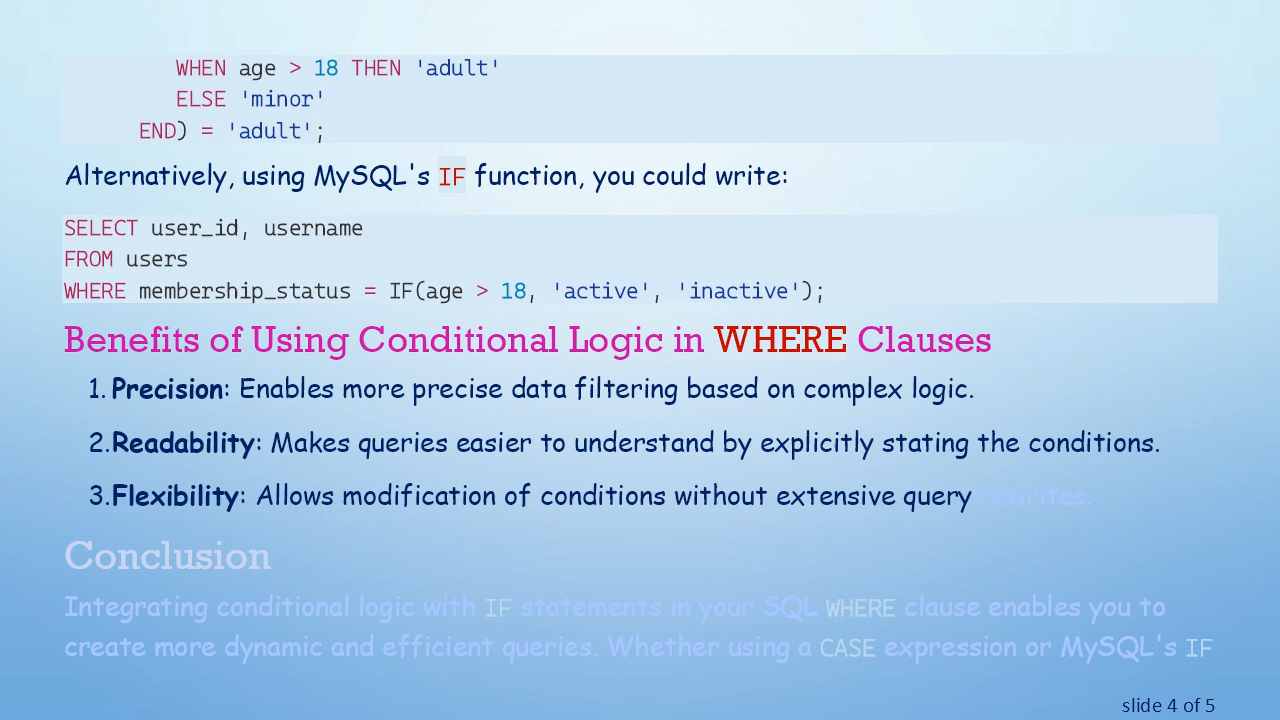 WHEN age > 18 THEN 'adult'
ELSE 'minor'
END) = 'adult';
Alternatively, using MySQL's IF function, you could write:
SELECT user_id, username
FROM users
WHERE membership_status = IF(age > 18, 'active', 'inactive');
Benefits of Using Conditional Logic in WHERE Clauses
1. Precision: Enables more precise data filtering based on complex logic.
2. Readability: Makes queries easier to understand by explicitly stating the conditions.
3. Flexibility: Allows modification of conditions without extensive query rewrites.
Conclusion
Integrating conditional logic with IF statements in your SQL WHERE clause enables you to
create more dynamic and efficient queries. Whether using a CASE expression or MySQL's IF
slide 4 of 5